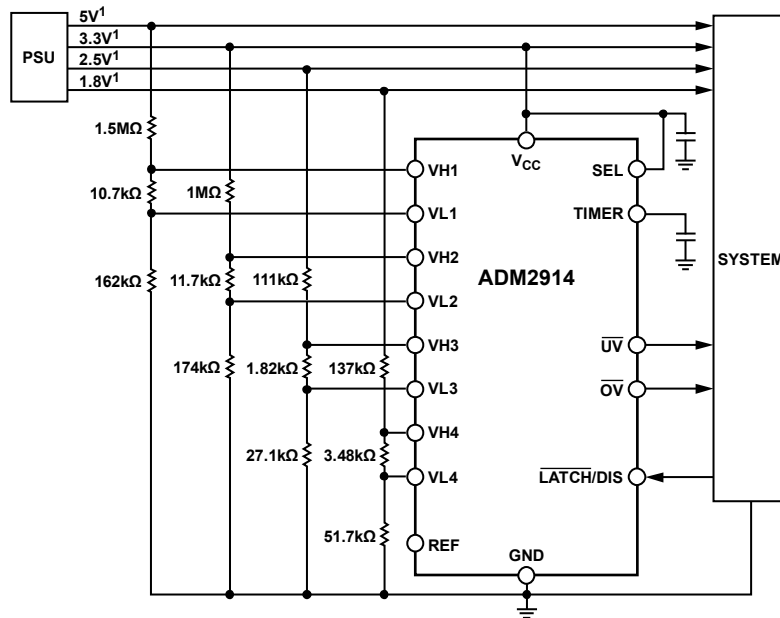 5V1
3.3V1
2.5V1
1.8V1
PSU
1.5MΩ
10.7kΩ
162kΩ
1MΩ
11.7kΩ
174kΩ
111kΩ
1.82kΩ
27.1kΩ
137kΩ
3.48kΩ
51.7kΩ
VCC
VH1
VL1
VH2
VL2
VH3
VL3
VH4
VL4
REF
ADM2914
SEL
TIMER
UV
OV
LATCH/DIS
GND
SYSTEM